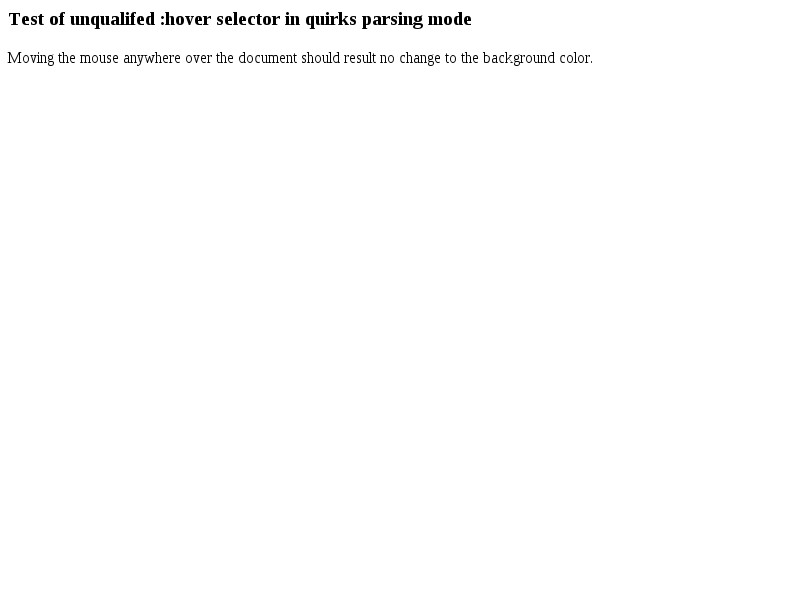 Test of unqualifed :hover selector in quirks parsing mode
Moving the mouse anywhere over the document should result no change to the background color.